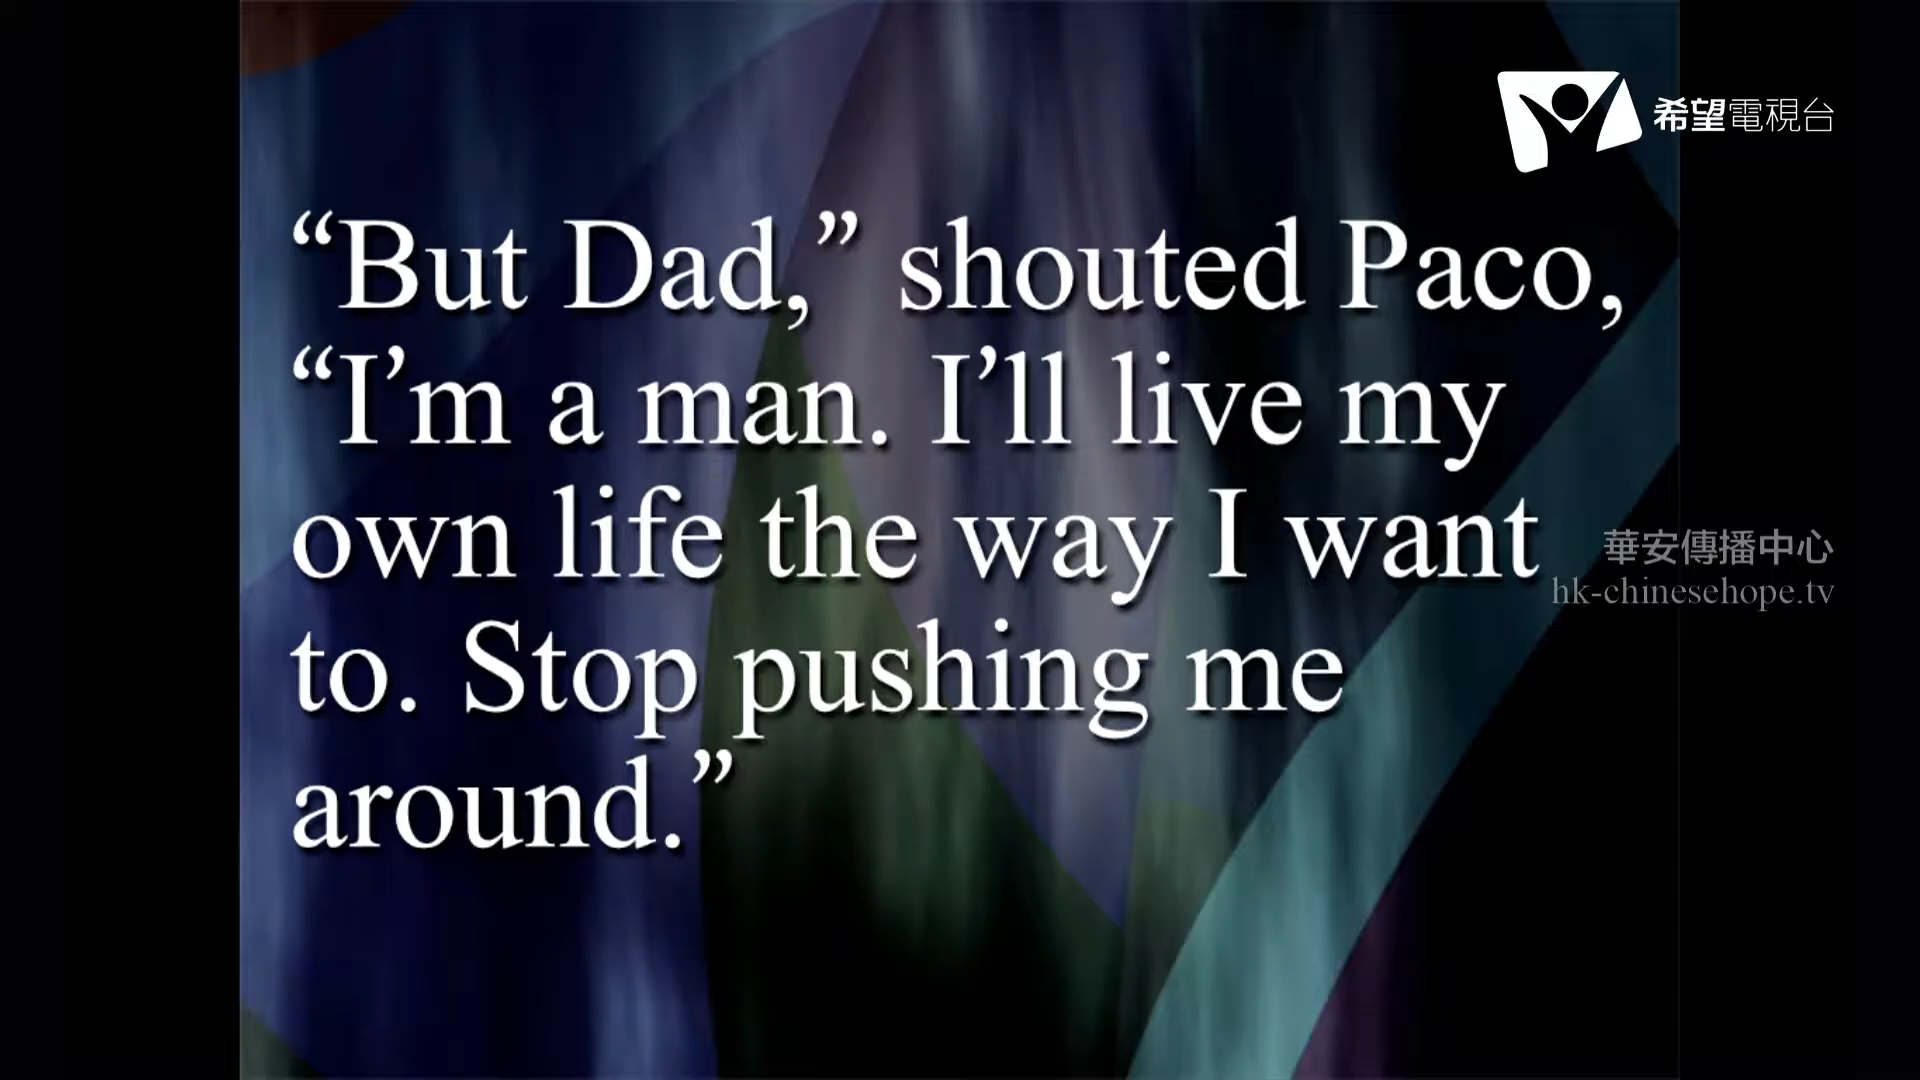 希望電視台
“But Dad,” shouted Paco,
“I’m a man. I’ll live my
own life the way I want
to. Stop pushing me
around.”
華安傳播中心
hk-chinesehope.tv